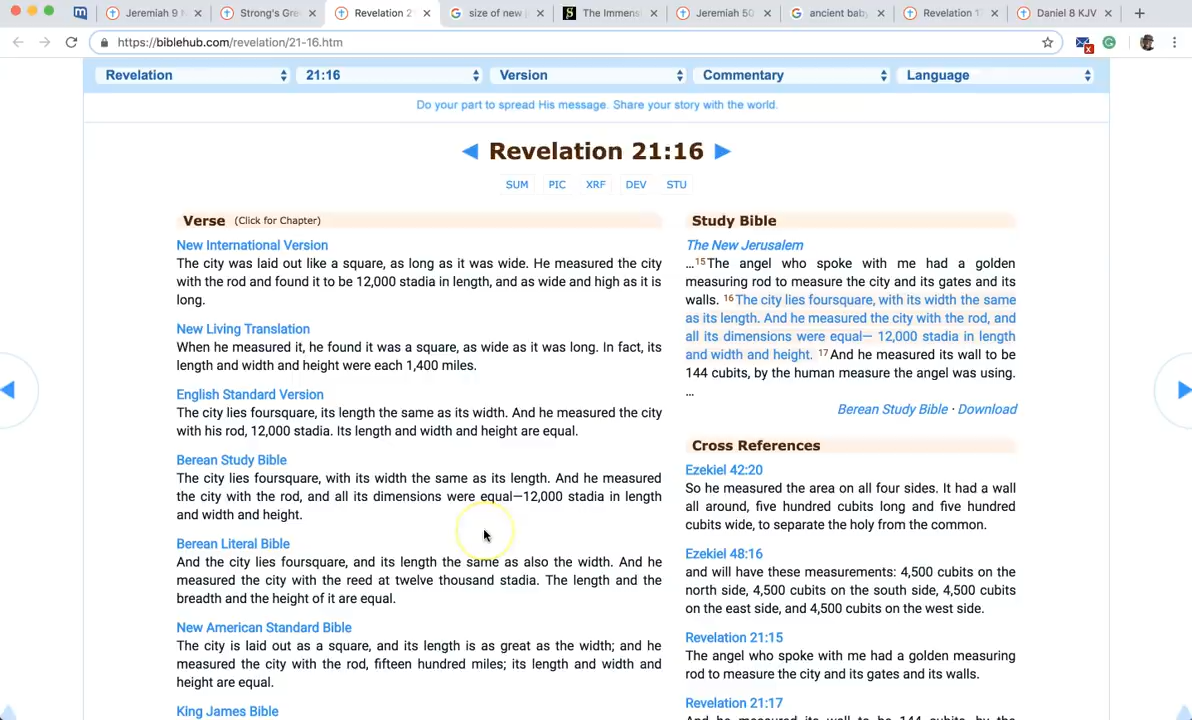 Jeremiah 9 N
Strong's Gre
Revelation 2
size of new j
The Immens
Jeremiah 50
ancient baby
Revelation 1
Daniel 8 KJV
https://biblehub.com/revelation/21-16.htm
Revelation
21:16
Version
Commentary
Language
Do your part to spread His message. Share your story with the world.
◄ Revelation 21:16 ►
SUM PIC XRF DEV STU
Verse (Click for Chapter)
New International Version
The city was laid out like a square, as long as it was wide. He measured the city
with the rod and found it to be 12,000 stadia in length, and as wide and high as it is
long.
New Living Translation
When he measured it, he found it was a square, as wide as it was long. In fact, its
length and width and height were each 1,400 miles.
English Standard Version
The city lies foursquare, its length the same as its width. And he measured the city
with his rod, 12,000 stadia. Its length and width and height are equal.
Berean Study Bible
The city lies foursquare, with its width the same as its length. And he measured
the city with the rod, and all its dimensions were equal—12,000 stadia in length
and width and height.
Berean Literal Bible
And the city lies foursquare, and its length the same as also the width. And he
measured the city with the reed at twelve thousand stadia. The length and the
breadth and the height of it are equal.
New American Standard Bible
The city is laid out as a square, and its length is as great as the width; and he
measured the city with the rod, fifteen hundred miles; its length and width and
height are equal.
King James Bible
Study Bible
The New Jerusalem
…15The angel who spoke with me had a golden
measuring rod to measure the city and its gates and its
walls. 16The city lies foursquare, with its width the same
as its length. And he measured the city with the rod, and
all its dimensions were equal— 12,000 stadia in length
and width and height. 17And he measured its wall to be
144 cubits, by the human measure the angel was using.
…
Berean Study Bible · Download
Cross References
Ezekiel 42:20
So he measured the area on all four sides. It had a wall
all around, five hundred cubits long and five hundred
cubits wide, to separate the holy from the common.
Ezekiel 48:16
and will have these measurements: 4,500 cubits on the
north side, 4,500 cubits on the south side, 4,500 cubits
on the east side, and 4,500 cubits on the west side.
Revelation 21:15
The angel who spoke with me had a golden measuring
rod to measure the city and its gates and its walls.
Revelation 21:17
And he measured its wall to be 144 cubits, by the